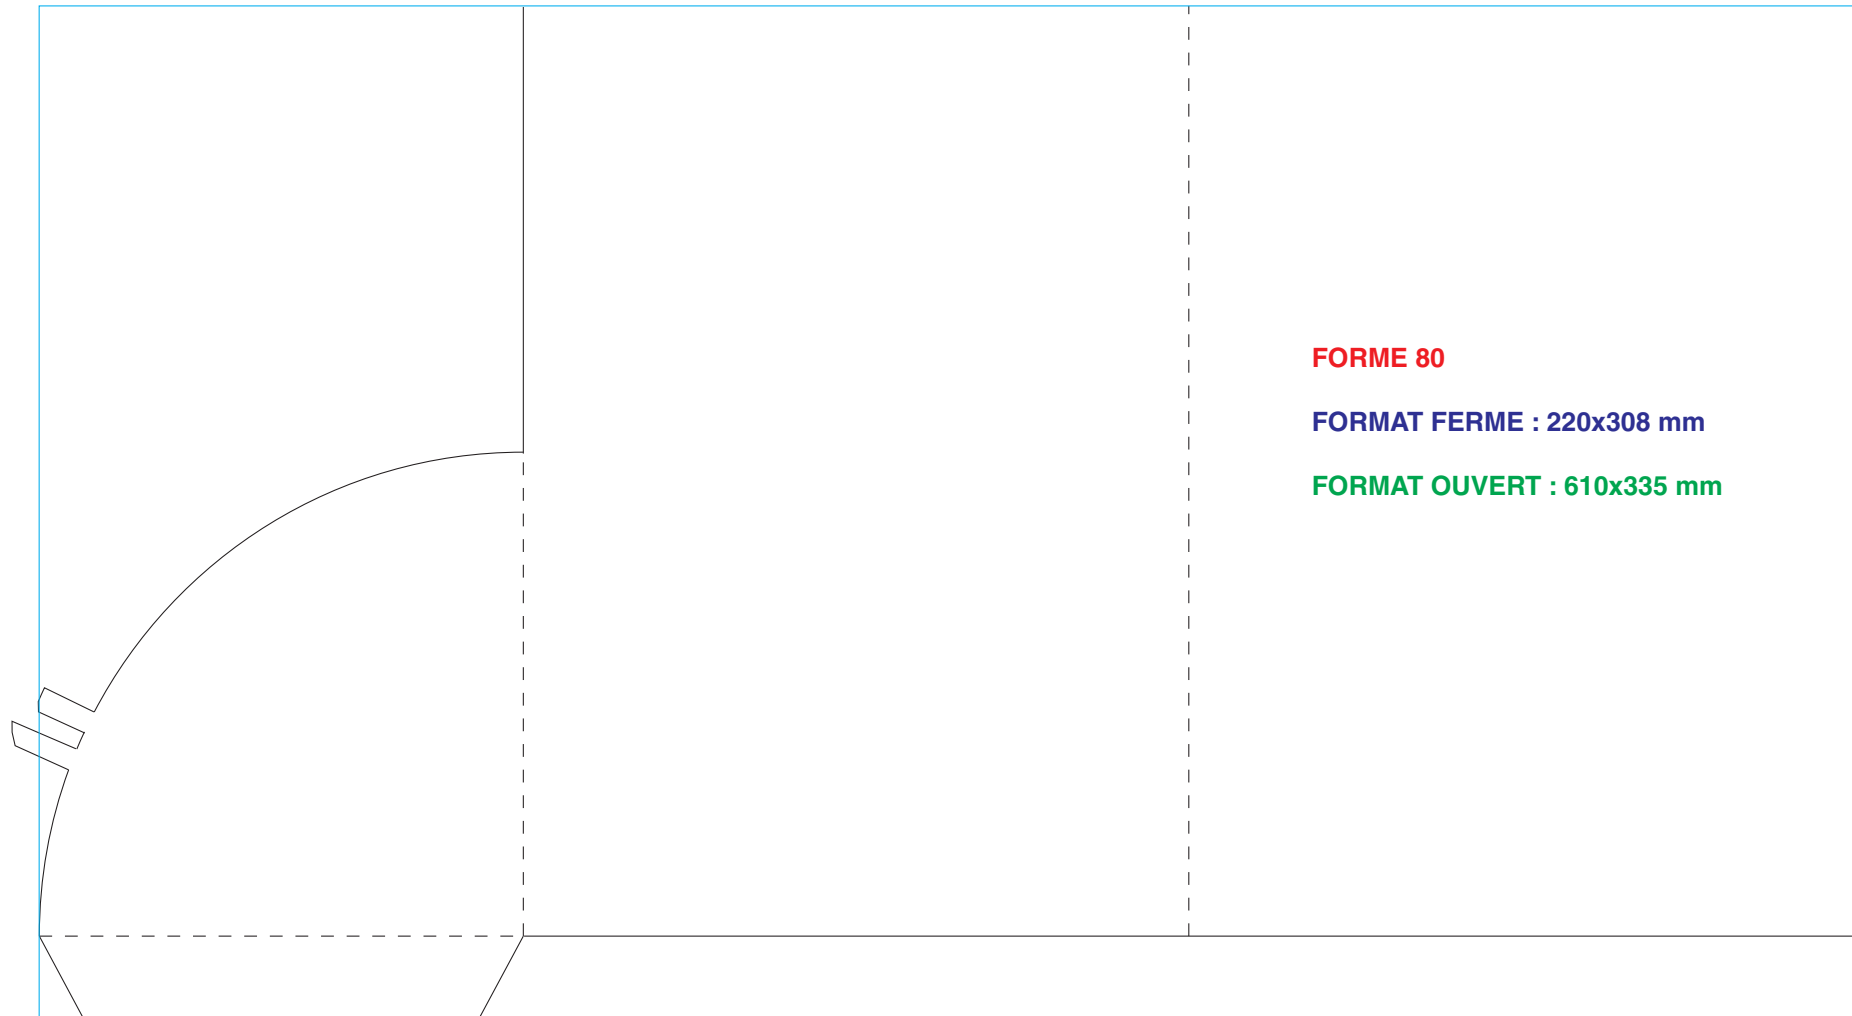 FORME 80
FORMAT FERME : 220x308 mm
FORMAT OUVERT : 610x335 mm